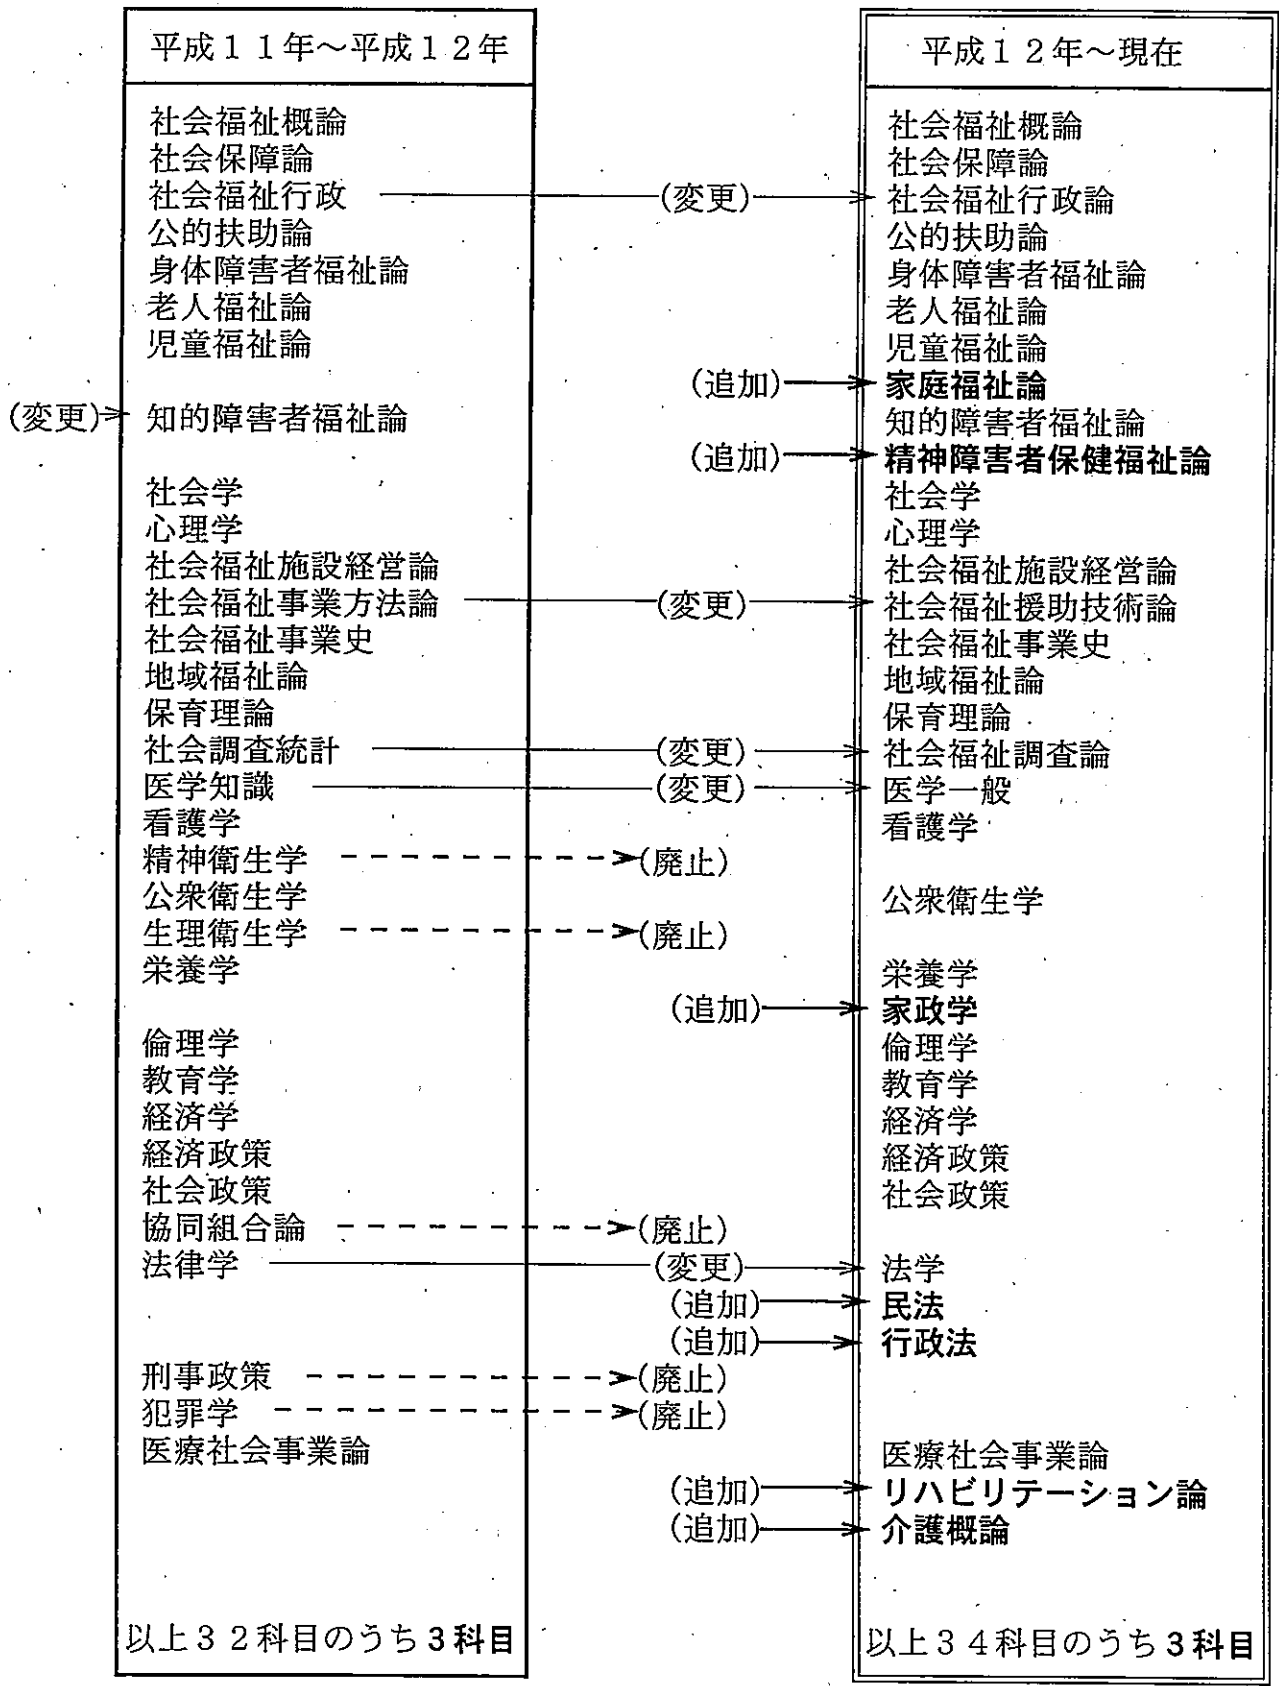 平成１１年～平成１２年
社会福祉概論
社会保障論
社会福祉行政
公的扶助論
身体障害者福祉論
老人福祉論
児童福祉論
(変更)
知的障害者福祉論
社会学
心理学
社会福祉施設経営論
社会福祉事業方法論
社会福祉事業史
地域福祉論
保育理論
社会調査統計
医学知識
看護学
精神衛生学
公衆衛生学
生理衛生学
栄養学
倫理学
教育学
経済学
経済政策
社会政策
協同組合論
法律学
刑事政策
犯罪学
医療社会事業論
以上３２科目のうち３科目
(変更)
(追加)
(追加)
(変更)
(変更)
(変更)
(廃止)
(廃止)
(追加)
(廃止)
(変更)
(追加)
(追加)
(廃止)
(廃止)
(追加)
(追加)
平成１２年～現在
社会福祉概論
社会保障論
社会福祉行政論
公的扶助論
身体障害者福祉論
老人福祉論
児童福祉論
家庭福祉論
知的障害者福祉論
精神障害者保健福祉論
社会学
心理学
社会福祉施設経営論
社会福祉援助技術論
社会福祉事業史
地域福祉論
保育理論
社会福祉調査論
医学一般
看護学
公衆衛生学
栄養学
家政学
倫理学
教育学
経済学
経済政策
社会政策
法学
民法
行政法
医療社会事業論
リハビリテーション論
介護概論
以上３４科目のうち３科目